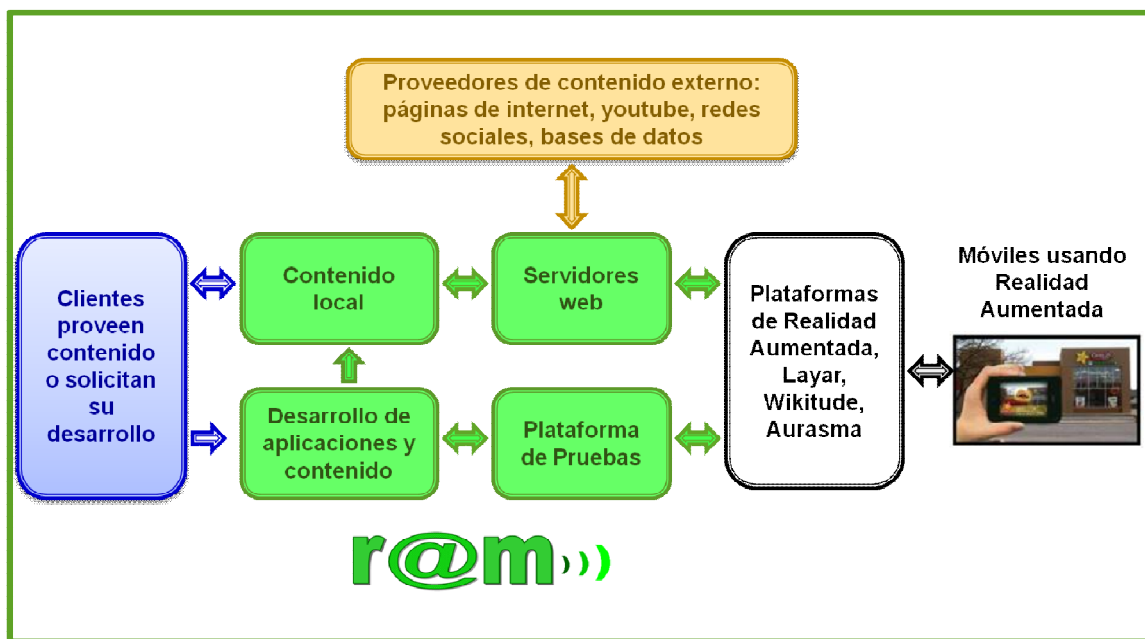 Proveedores de contenido externo:
páginas de internet, youtube, redes
sociales, bases de datos
Clientes
proveen
contenido
o solicitan
su
desarrollo
Contenido
local
Servidores
web
Desarrollo de
aplicaciones y
contenido
Plataforma
de Pruebas
Plataformas
de Realidad
Aumentada,
Layar,
Wikitude,
Aurasma
Móviles usando
Realidad
Aumentada
r@m